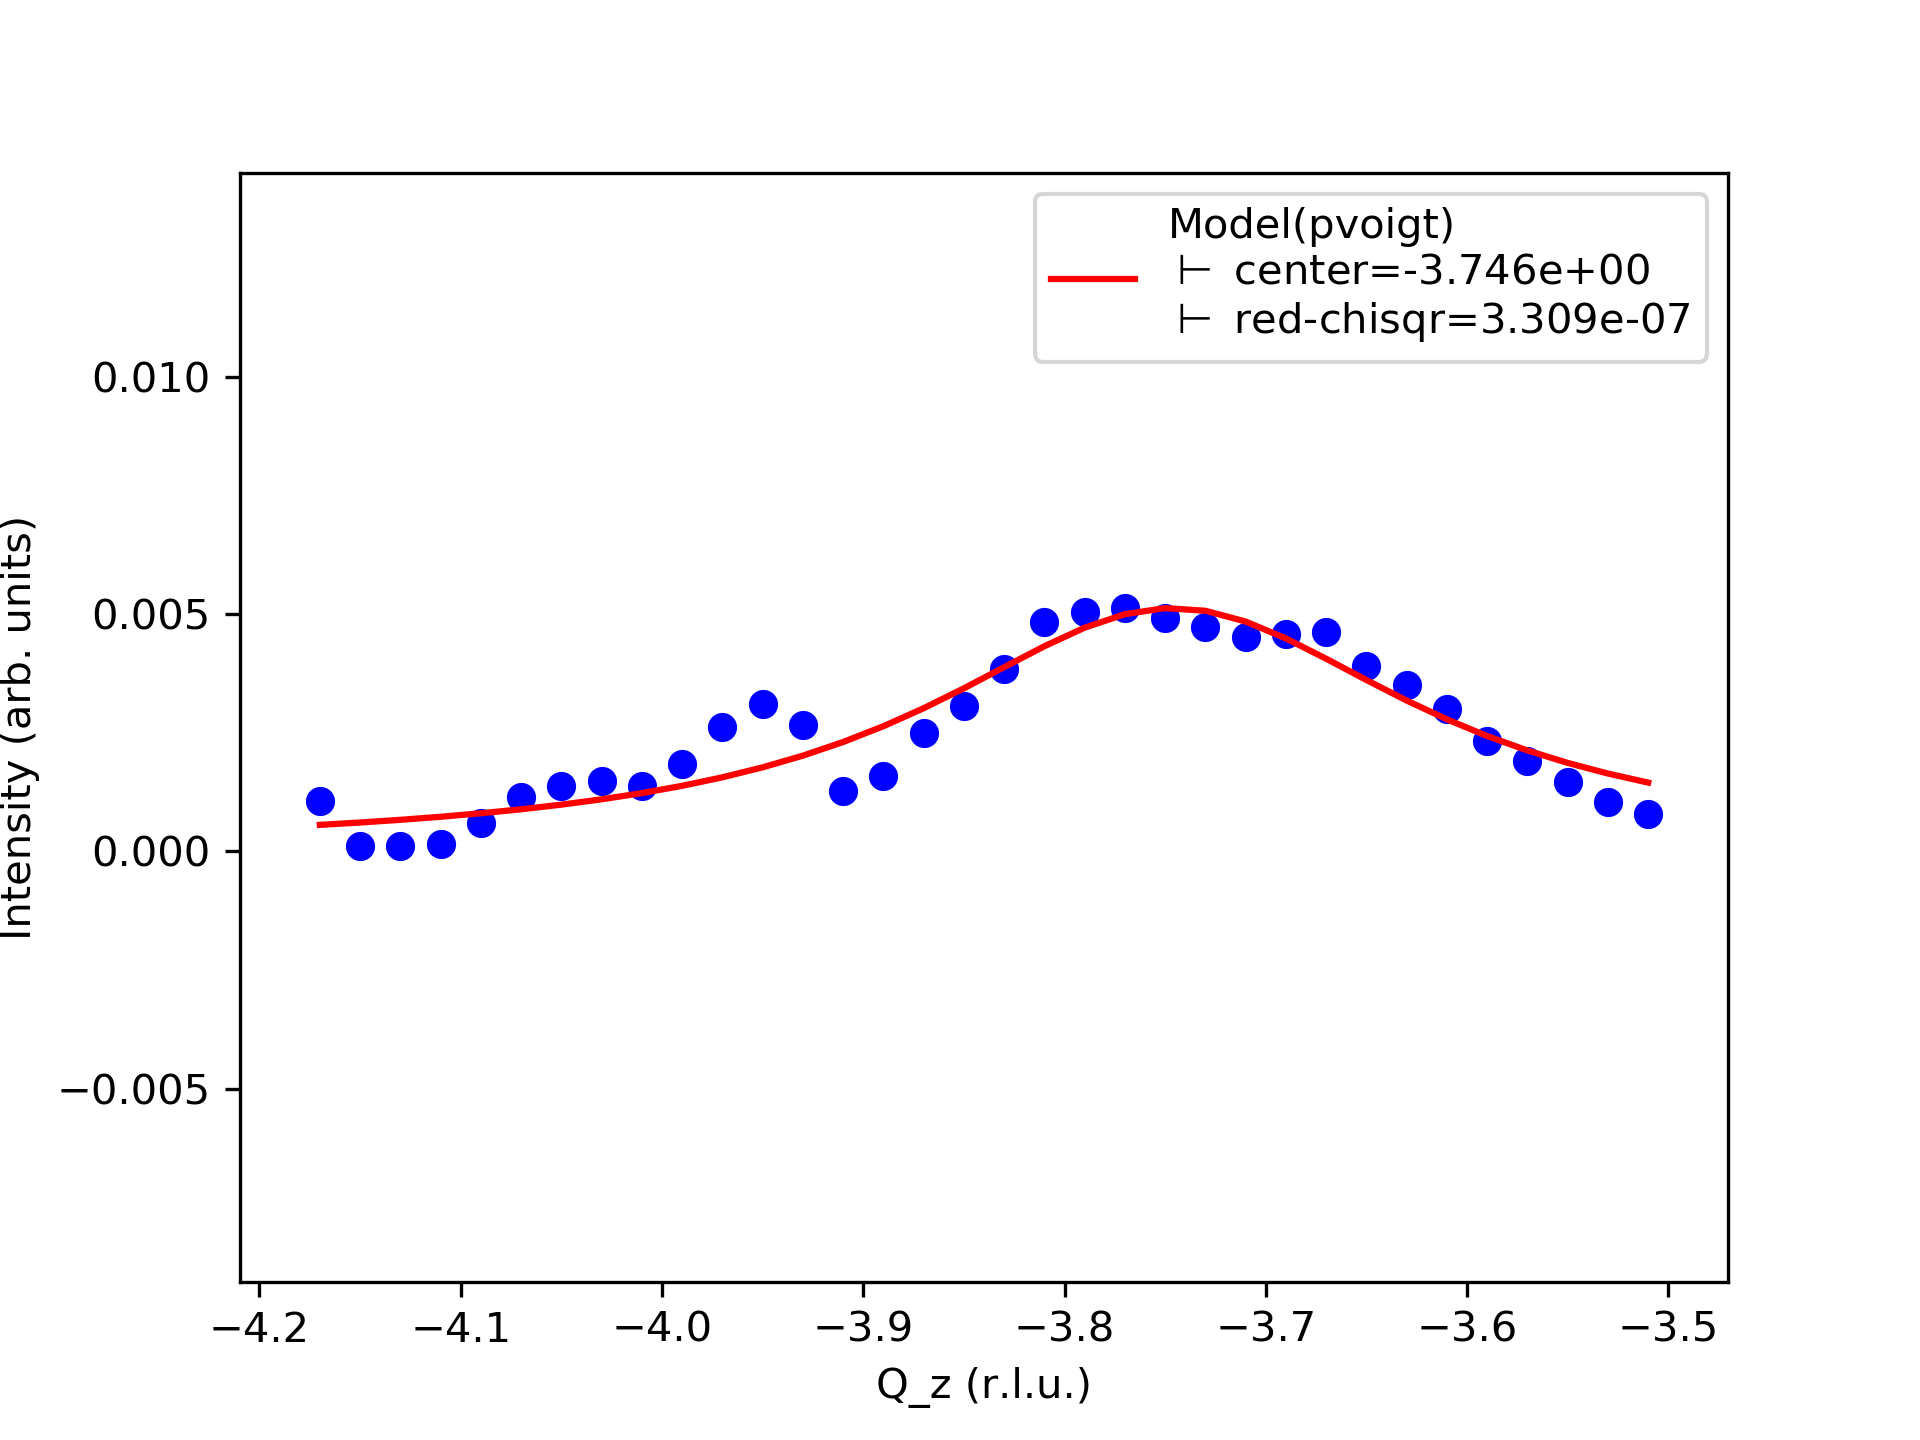 Model(pvoigt)
⊢ center=-3.746e+00
⊢ red-chisqr=3.309e-07
0.010
0.005
0.000
−0.005
Intensity (arb. units)
−4.2 −4.1 −4.0 −3.9 −3.8 −3.7 −3.6 −3.5
Q_z (r.l.u.)